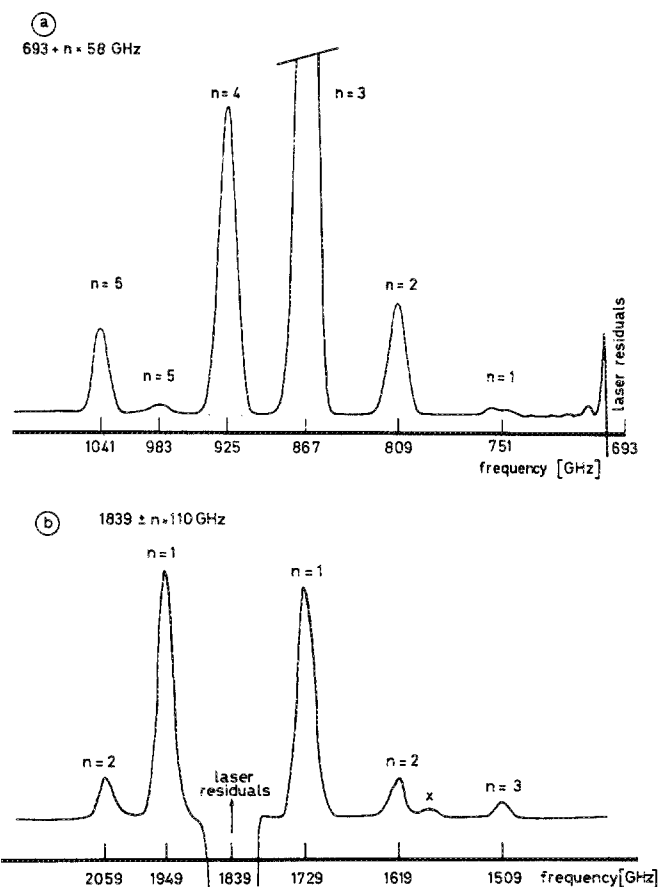 a
693 + n × 58 GHz
n = 4
n = 3
n = 6
n = 2
n = 5
n = 1
laser residuals
1041 983 925 867 809 751 693
frequency [GHz]
b
1839 ± n × 110 GHz
n = 1
n = 1
n = 2
laser
residuals
n = 2
x
n = 3
2059 1949 1839 1729 1619 1509 frequency [GHz]